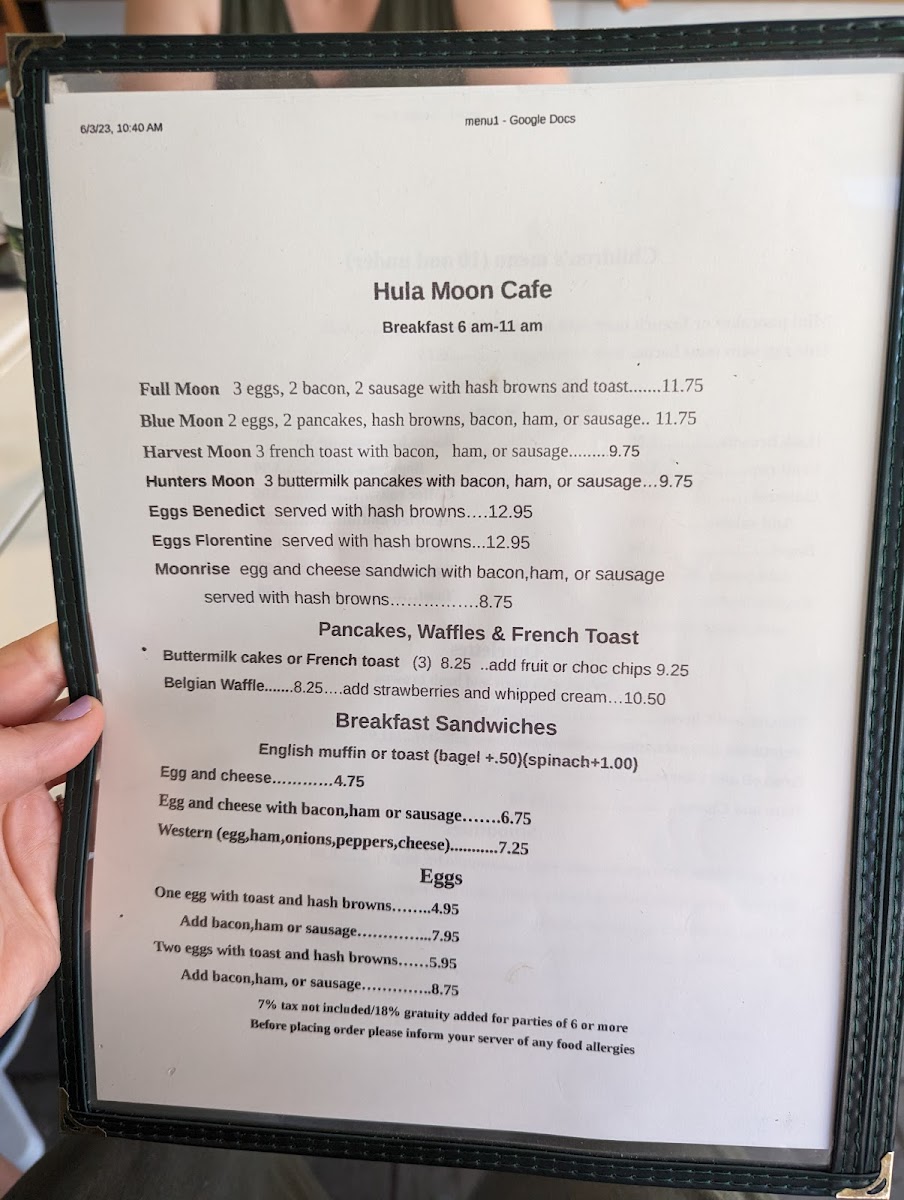 6/3/23, 10:40 AM
menu1 - Google Docs
Hula Moon Cafe
Breakfast 6 am-11 am
Full Moon 3 eggs, 2 bacon, 2 sausage with hash browns and toast.......11.75
Blue Moon 2 eggs, 2 pancakes, hash browns, bacon, ham, or sausage.. 11.75
Harvest Moon 3 french toast with bacon, ham, or sausage........ 9.75
Hunters Moon 3 buttermilk pancakes with bacon, ham, or sausage...9.75
Eggs Benedict served with hash browns....12.95
Eggs Florentine served with hash browns...12.95
Moonrise egg and cheese sandwich with bacon,ham, or sausage
served with hash browns...............8.75
Pancakes, Waffles & French Toast
Buttermilk cakes or French toast (3) 8.25 ..add fruit or choc chips 9.25
Belgian Waffle.......8.25....add strawberries and whipped cream...10.50
Breakfast Sandwiches
English muffin or toast (bagel +.50)(spinach+1.00)
Egg and cheese...........4.75
Egg and cheese with bacon,ham or sausage.......6.75
Western (egg,ham,onions,peppers,cheese)...........7.25
Eggs
One egg with toast and hash browns........4.95
Add bacon,ham or sausage...............7.95
Two eggs with toast and hash browns......5.95
Add bacon,ham, or sausage.............8.75
7% tax not included/18% gratuity added for parties of 6 or more
Before placing order please inform your server of any food allergies